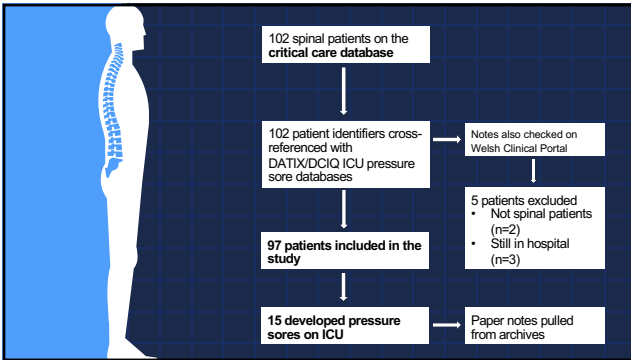 102 spinal patients on the
critical care database
102 patient identifiers cross-
referenced with
DATIX/DCIQ ICU pressure
sore databases
Notes also checked on
Welsh Clinical Portal
5 patients excluded
• Not spinal patients
(n=2)
• Still in hospital
(n=3)
97 patients included in the
study
15 developed pressure
sores on ICU
Paper notes pulled
from archives